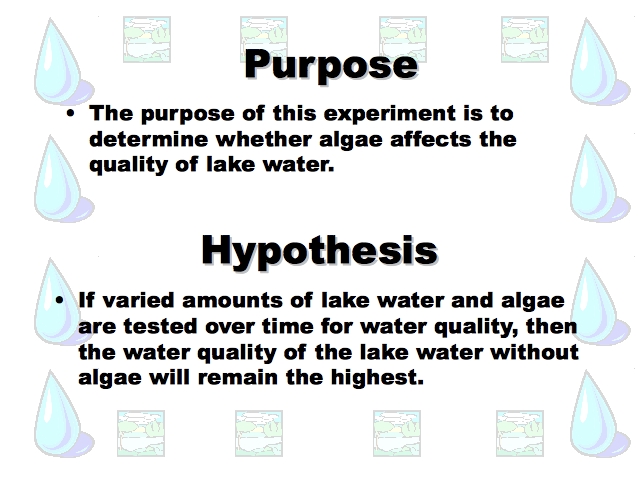 Purpose
• The purpose of this experiment is to
determine whether algae affects the
quality of lake water.
Hypothesis
• If varied amounts of lake water and algae
are tested over time for water quality, then
the water quality of the lake water without
algae will remain the highest.